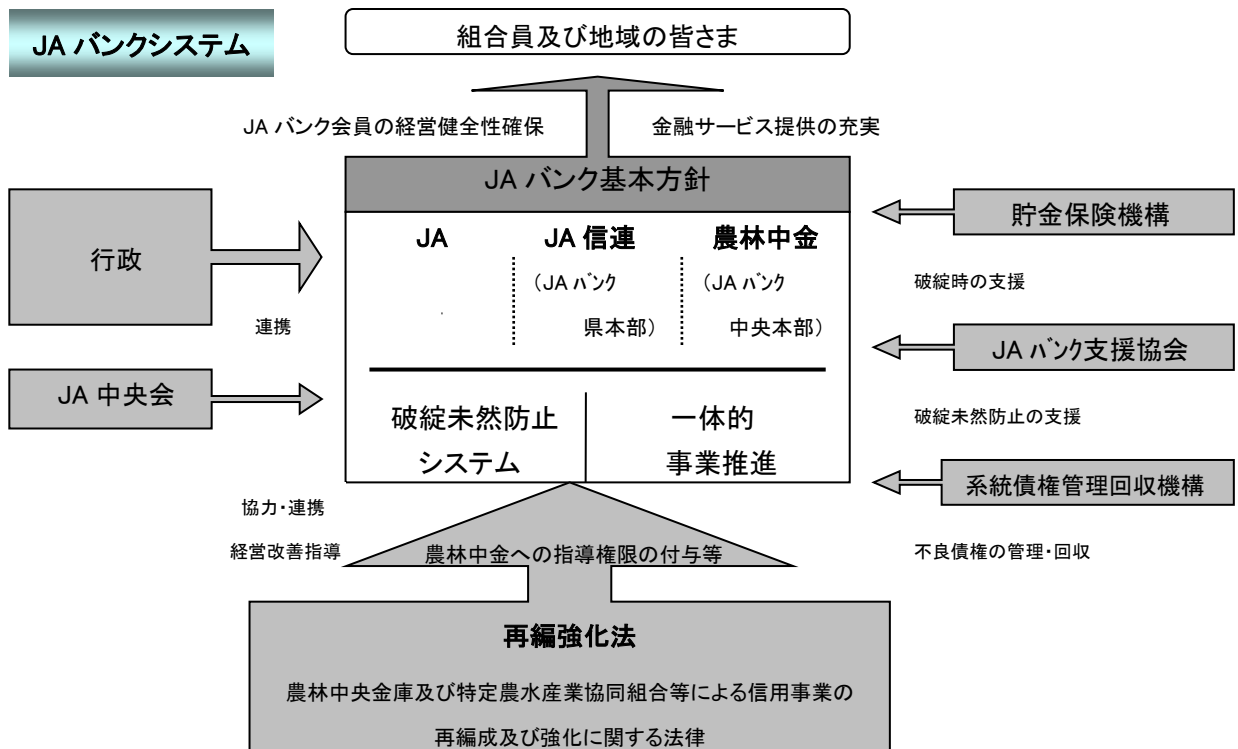 JA バンクシステム
組合員及び地域の皆さま
JA バンク会員の経営健全性確保
金融サービス提供の充実
JA バンク基本方針
行政
連携
JA 中央会
協力・連携
経営改善指導
JA
JA 信連
(JA バンク
県本部)
農林中金
(JA バンク
中央本部)
破綻未然防止
システム
一体的
事業推進
貯金保険機構
破綻時の支援
JA バンク支援協会
破綻未然防止の支援
系統債権管理回収機構
不良債権の管理・回収
農林中金への指導権限の付与等
再編強化法
農林中央金庫及び特定農水産業協同組合等による信用事業の
再編成及び強化に関する法律